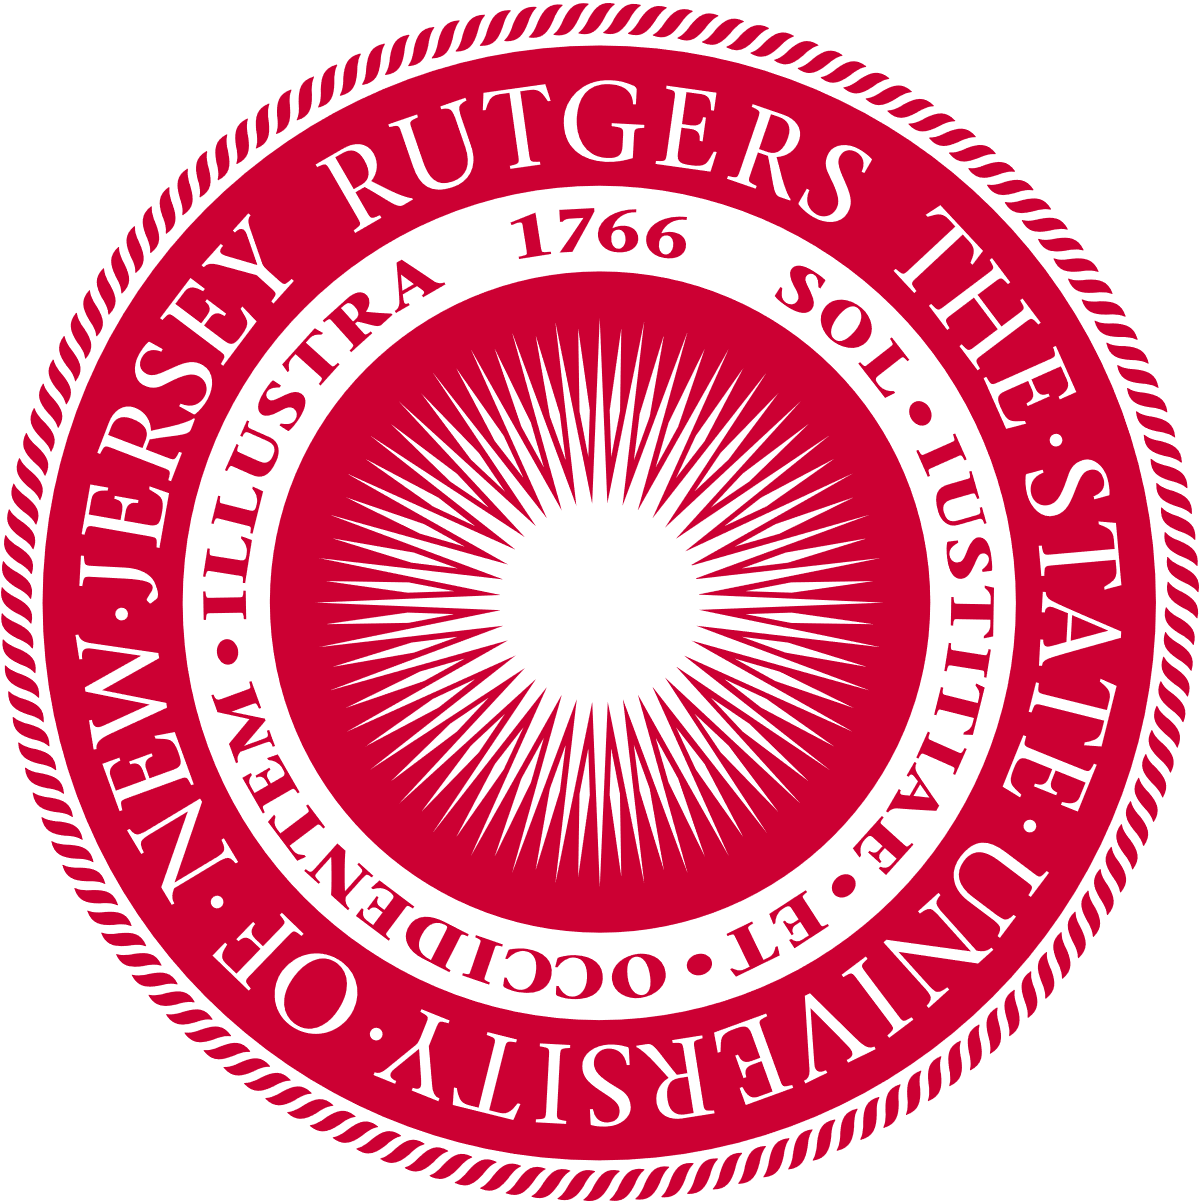 RUTGERS THE·STATE·UNIVERSITY·OF·NEW·JERSEY
1766
SOL·IUSTITIAE·ET·OCCIDENTEM·ILLUSTRA